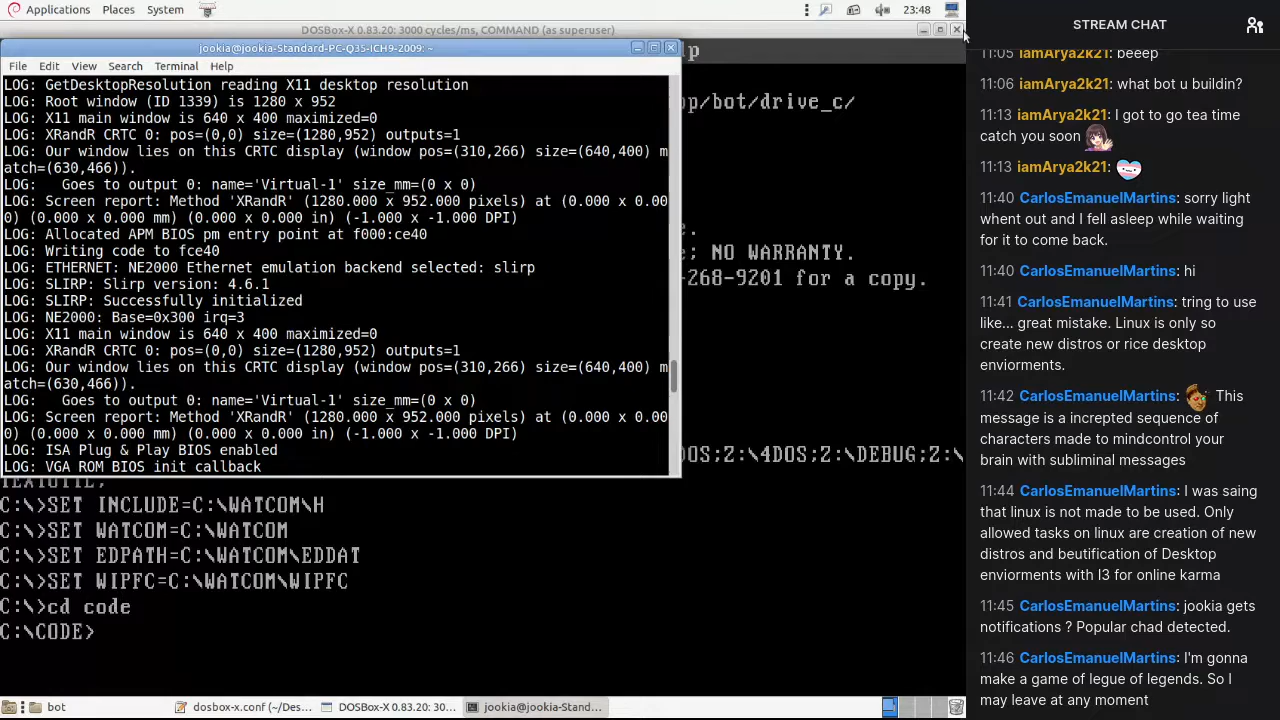 Applications Places System
23:48
DOSBox-X 0.83.20: 3000 cycles/ms, COMMAND (as superuser)
jookia@jookia-Standard-PC-Q35-ICH9-2009: ~
File Edit View Search Terminal Help
LOG: GetDesktopResolution reading X11 desktop resolution
LOG: Root window (ID 1339) is 1280 x 952
LOG: X11 main window is 640 x 400 maximized=0
LOG: XRandR CRTC 0: pos=(0,0) size=(1280,952) outputs=1
LOG: Our window lies on this CRTC display (window pos=(310,266) size=(640,400) m
atch=(630,466)).
LOG:   Goes to output 0: name='Virtual-1' size_mm=(0 x 0)
LOG: Screen report: Method 'XRandR' (1280.000 x 952.000 pixels) at (0.000 x 0.00
0) (0.000 x 0.000 mm) (0.000 x 0.000 in) (-1.000 x -1.000 DPI)
LOG: Allocated APM BIOS pm entry point at f000:ce40
LOG: Writing code to fce40
LOG: ETHERNET: NE2000 Ethernet emulation backend selected: slirp
LOG: SLIRP: Slirp version: 4.6.1
LOG: SLIRP: Successfully initialized
LOG: NE2000: Base=0x300 irq=3
LOG: X11 main window is 640 x 400 maximized=0
LOG: XRandR CRTC 0: pos=(0,0) size=(1280,952) outputs=1
LOG: Our window lies on this CRTC display (window pos=(310,266) size=(640,400) m
atch=(630,466)).
LOG:   Goes to output 0: name='Virtual-1' size_mm=(0 x 0)
LOG: Screen report: Method 'XRandR' (1280.000 x 952.000 pixels) at (0.000 x 0.00
0) (0.000 x 0.000 mm) (0.000 x 0.000 in) (-1.000 x -1.000 DPI)
LOG: ISA Plug & Play BIOS enabled
LOG: VGA ROM BIOS init callback
p
op/bot/drive_c/
e.
e; NO WARRANTY.
-268-9201 for a copy.
DOS;Z:\4DOS;Z:\DEBUG;Z:\
TEXTUTIL;
C:\>SET INCLUDE=C:\WATCOM\H
C:\>SET WATCOM=C:\WATCOM
C:\>SET EDPATH=C:\WATCOM\EDDAT
C:\>SET WIPFC=C:\WATCOM\WIPFC
C:\>cd code
C:\CODE>
bot
dosbox-x.conf (~/Des...
DOSBox-X 0.83.20: 30...
jookia@jookia-Stand...
STREAM CHAT
11:05 iamArya2k21: beeep
11:06 iamArya2k21: what bot u buildin?
11:13 iamArya2k21: I got to go tea time
catch you soon
11:13 iamArya2k21:
11:40 CarlosEmanuelMartins: sorry light
whent out and I fell asleep while waiting
for it to come back.
11:40 CarlosEmanuelMartins: hi
11:41 CarlosEmanuelMartins: tring to use
like... great mistake. Linux is only so
create new distros or rice desktop
enviorments.
11:42 CarlosEmanuelMartins: This
message is a increpted sequence of
characters made to mindcontrol your
brain with subliminal messages
11:44 CarlosEmanuelMartins: I was saing
that linux is not made to be used. Only
allowed tasks on linux are creation of new
distros and beutification of Desktop
enviorments with I3 for online karma
11:45 CarlosEmanuelMartins: jookia gets
notifications ? Popular chad detected.
11:46 CarlosEmanuelMartins: I'm gonna
make a game of legue of legends. So I
may leave at any moment